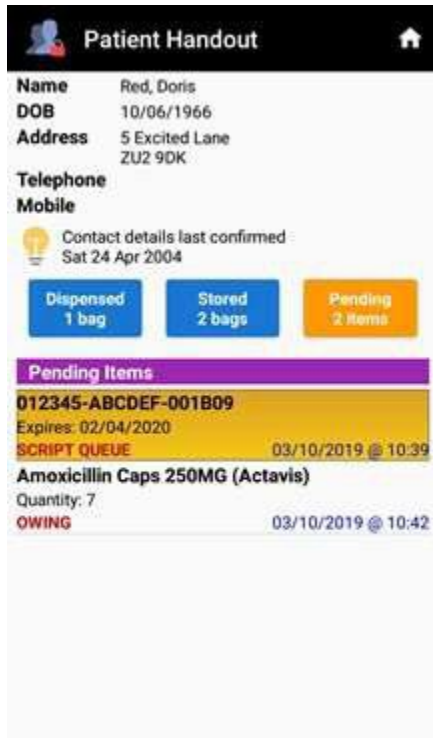 Patient Handout
Name Red, Doris
DOB 10/06/1966
Address 5 Excited Lane
ZU2 9DK
Telephone
Mobile
Contact details last confirmed
Sat 24 Apr 2004
Dispensed Stored Pending
1 bag 2 bags 2 Items
Pending Items
012345-ABCDEF-001B09
Expires: 02/04/2020
SCRIPT QUEUE 03/10/2019 @ 10:39
Amoxicillin Caps 250MG (Actavis)
Quantity: 7
OWING 03/10/2019 @ 10:42